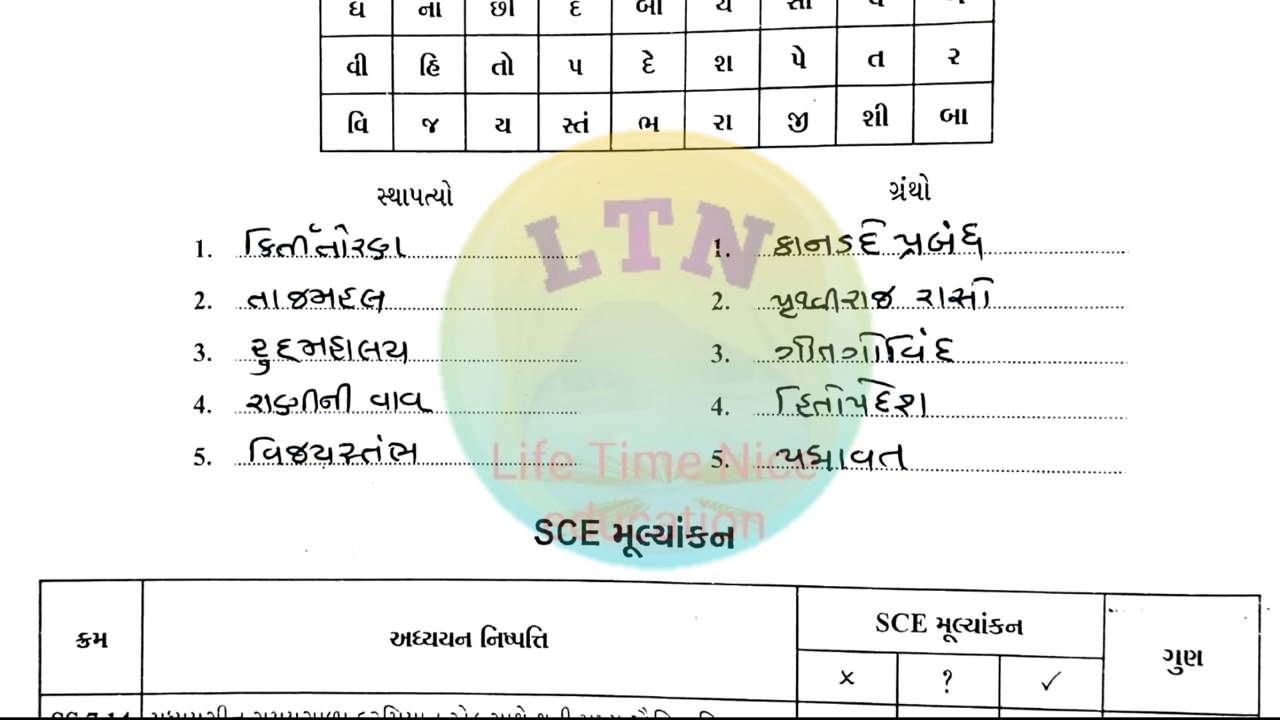 ઘ ના છી દ બી ય સા
વી હિ તો પ દે શ પે ત ર
વિ જ ય સ્તં ભ રા જી શી બા
સ્થાપત્યો ગ્રંથો
1. કિર્તીતોરણ 1. કાનડદે પ્રબંધ
2. તાજમહલ 2. પૃથ્વીરાજ રાસો
3. રુદ્રમહાલય 3. ગીતગોવિંદ
4. રાણીની વાવ 4. હિતોપદેશ
5. વિજયસ્તંભ 5. પદ્માવત
LTN
Life Time Nice
education
SCE મૂલ્યાંકન
ક્રમ અધ્યયન નિષ્પત્તિ SCE મૂલ્યાંકન ગુણ
× ? ✓